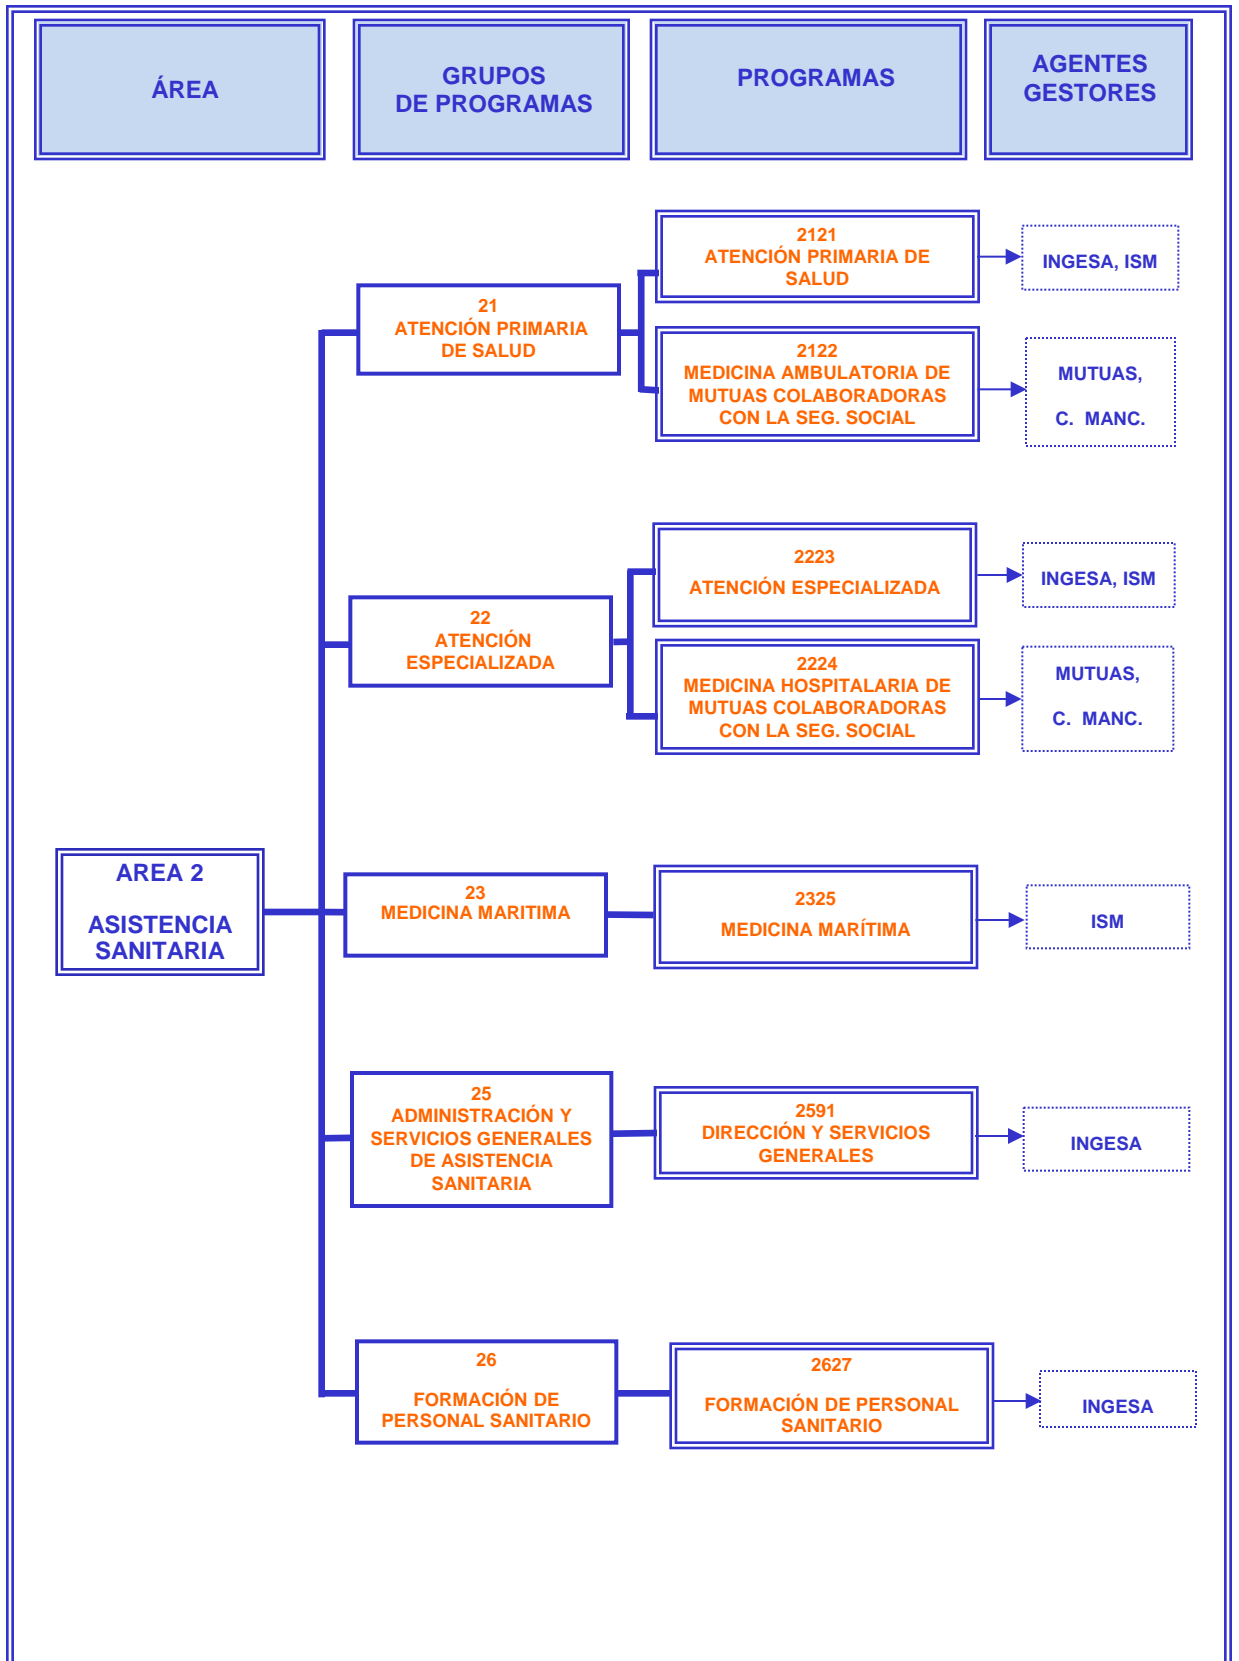 ÁREA
GRUPOS
DE PROGRAMAS
PROGRAMAS
AGENTES
GESTORES
2121
ATENCIÓN PRIMARIA DE
SALUD
INGESA, ISM
21
ATENCIÓN PRIMARIA
DE SALUD
2122
MEDICINA AMBULATORIA DE
MUTUAS COLABORADORAS
CON LA SEG. SOCIAL
MUTUAS,
C. MANC.
2223
ATENCIÓN ESPECIALIZADA
INGESA, ISM
22
ATENCIÓN
ESPECIALIZADA
2224
MEDICINA HOSPITALARIA DE
MUTUAS COLABORADORAS
CON LA SEG. SOCIAL
MUTUAS,
C. MANC.
AREA 2
ASISTENCIA
SANITARIA
23
MEDICINA MARITIMA
2325
MEDICINA MARÍTIMA
ISM
25
ADMINISTRACIÓN Y
SERVICIOS GENERALES
DE ASISTENCIA
SANITARIA
2591
DIRECCIÓN Y SERVICIOS
GENERALES
INGESA
26
FORMACIÓN DE
PERSONAL SANITARIO
2627
FORMACIÓN DE PERSONAL
SANITARIO
INGESA